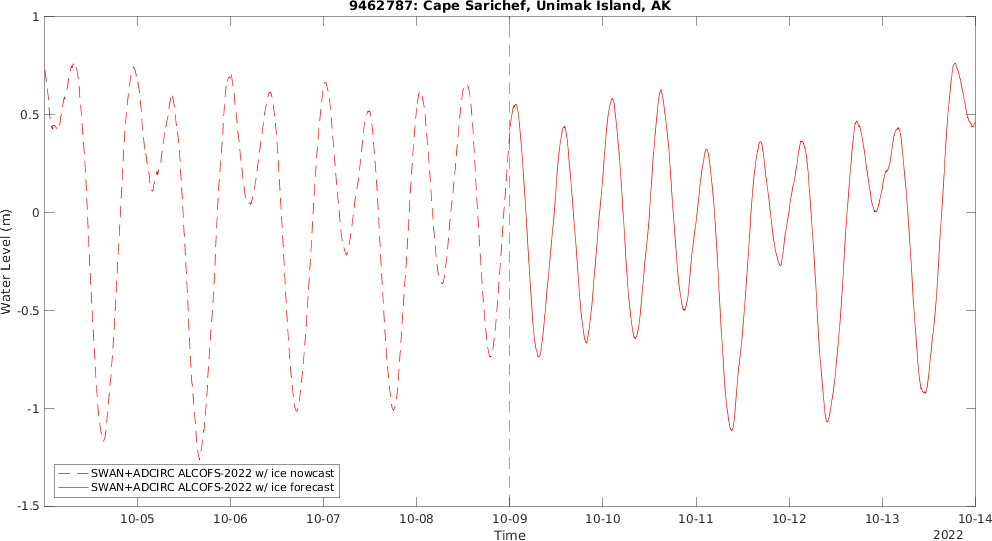 9462787: Cape Sarichef, Unimak Island, AK
1
0.5
0
-0.5
-1
-1.5
Water Level (m)
SWAN+ADCIRC ALCOFS-2022 w/ ice nowcast
SWAN+ADCIRC ALCOFS-2022 w/ ice forecast
10-05 10-06 10-07 10-08 10-09 10-10 10-11 10-12 10-13 10-14
Time
2022